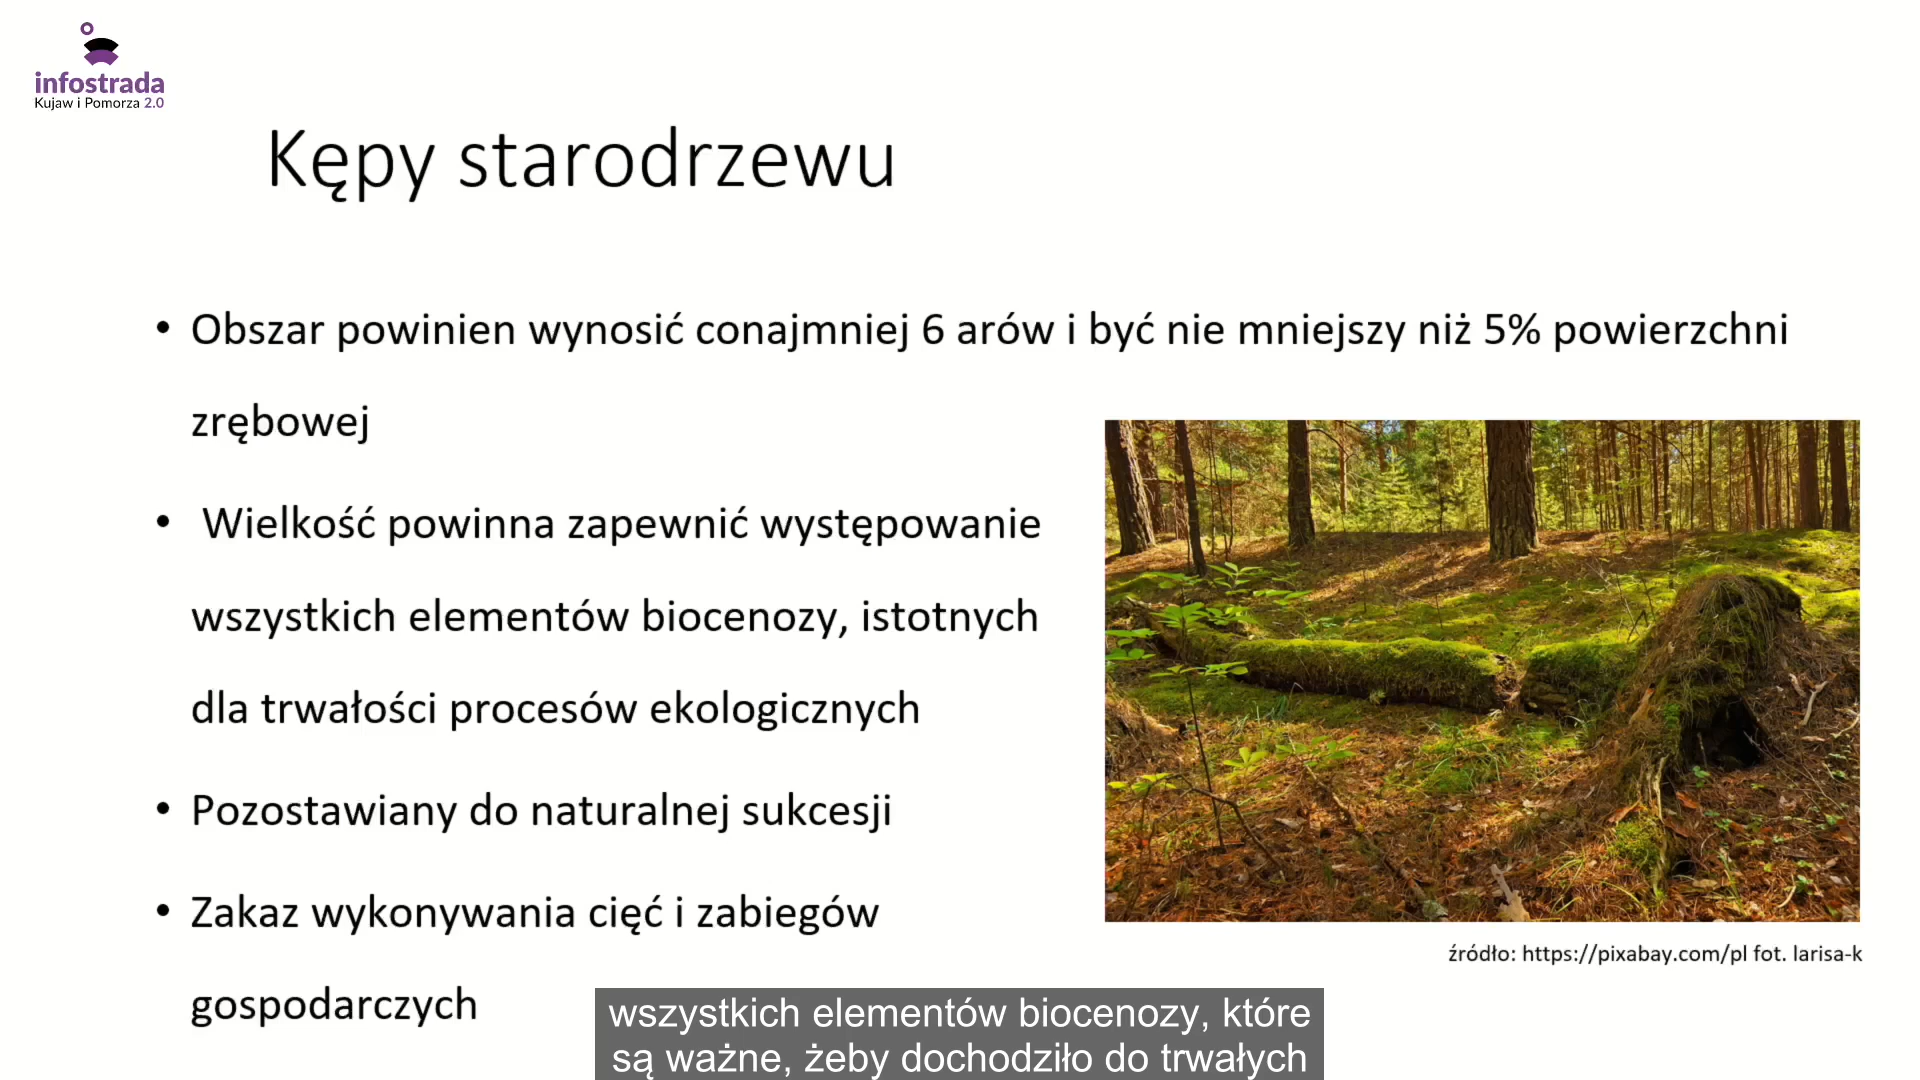 infostrada
Kujaw i Pomorza 2.0
Kępy starodrzewu
• Obszar powinien wynosić conajmniej 6 arów i być nie mniejszy niż 5% powierzchni
zrębowej
• Wielkość powinna zapewnić występowanie
wszystkich elementów biocenozy, istotnych
dla trwałości procesów ekologicznych
• Pozostawiany do naturalnej sukcesji
• Zakaz wykonywania cięć i zabiegów
gospodarczych
źródło: https://pixabay.com/pl fot. larisa-k
wszystkich elementów biocenozy, które
są ważne, żeby dochodziło do trwałych